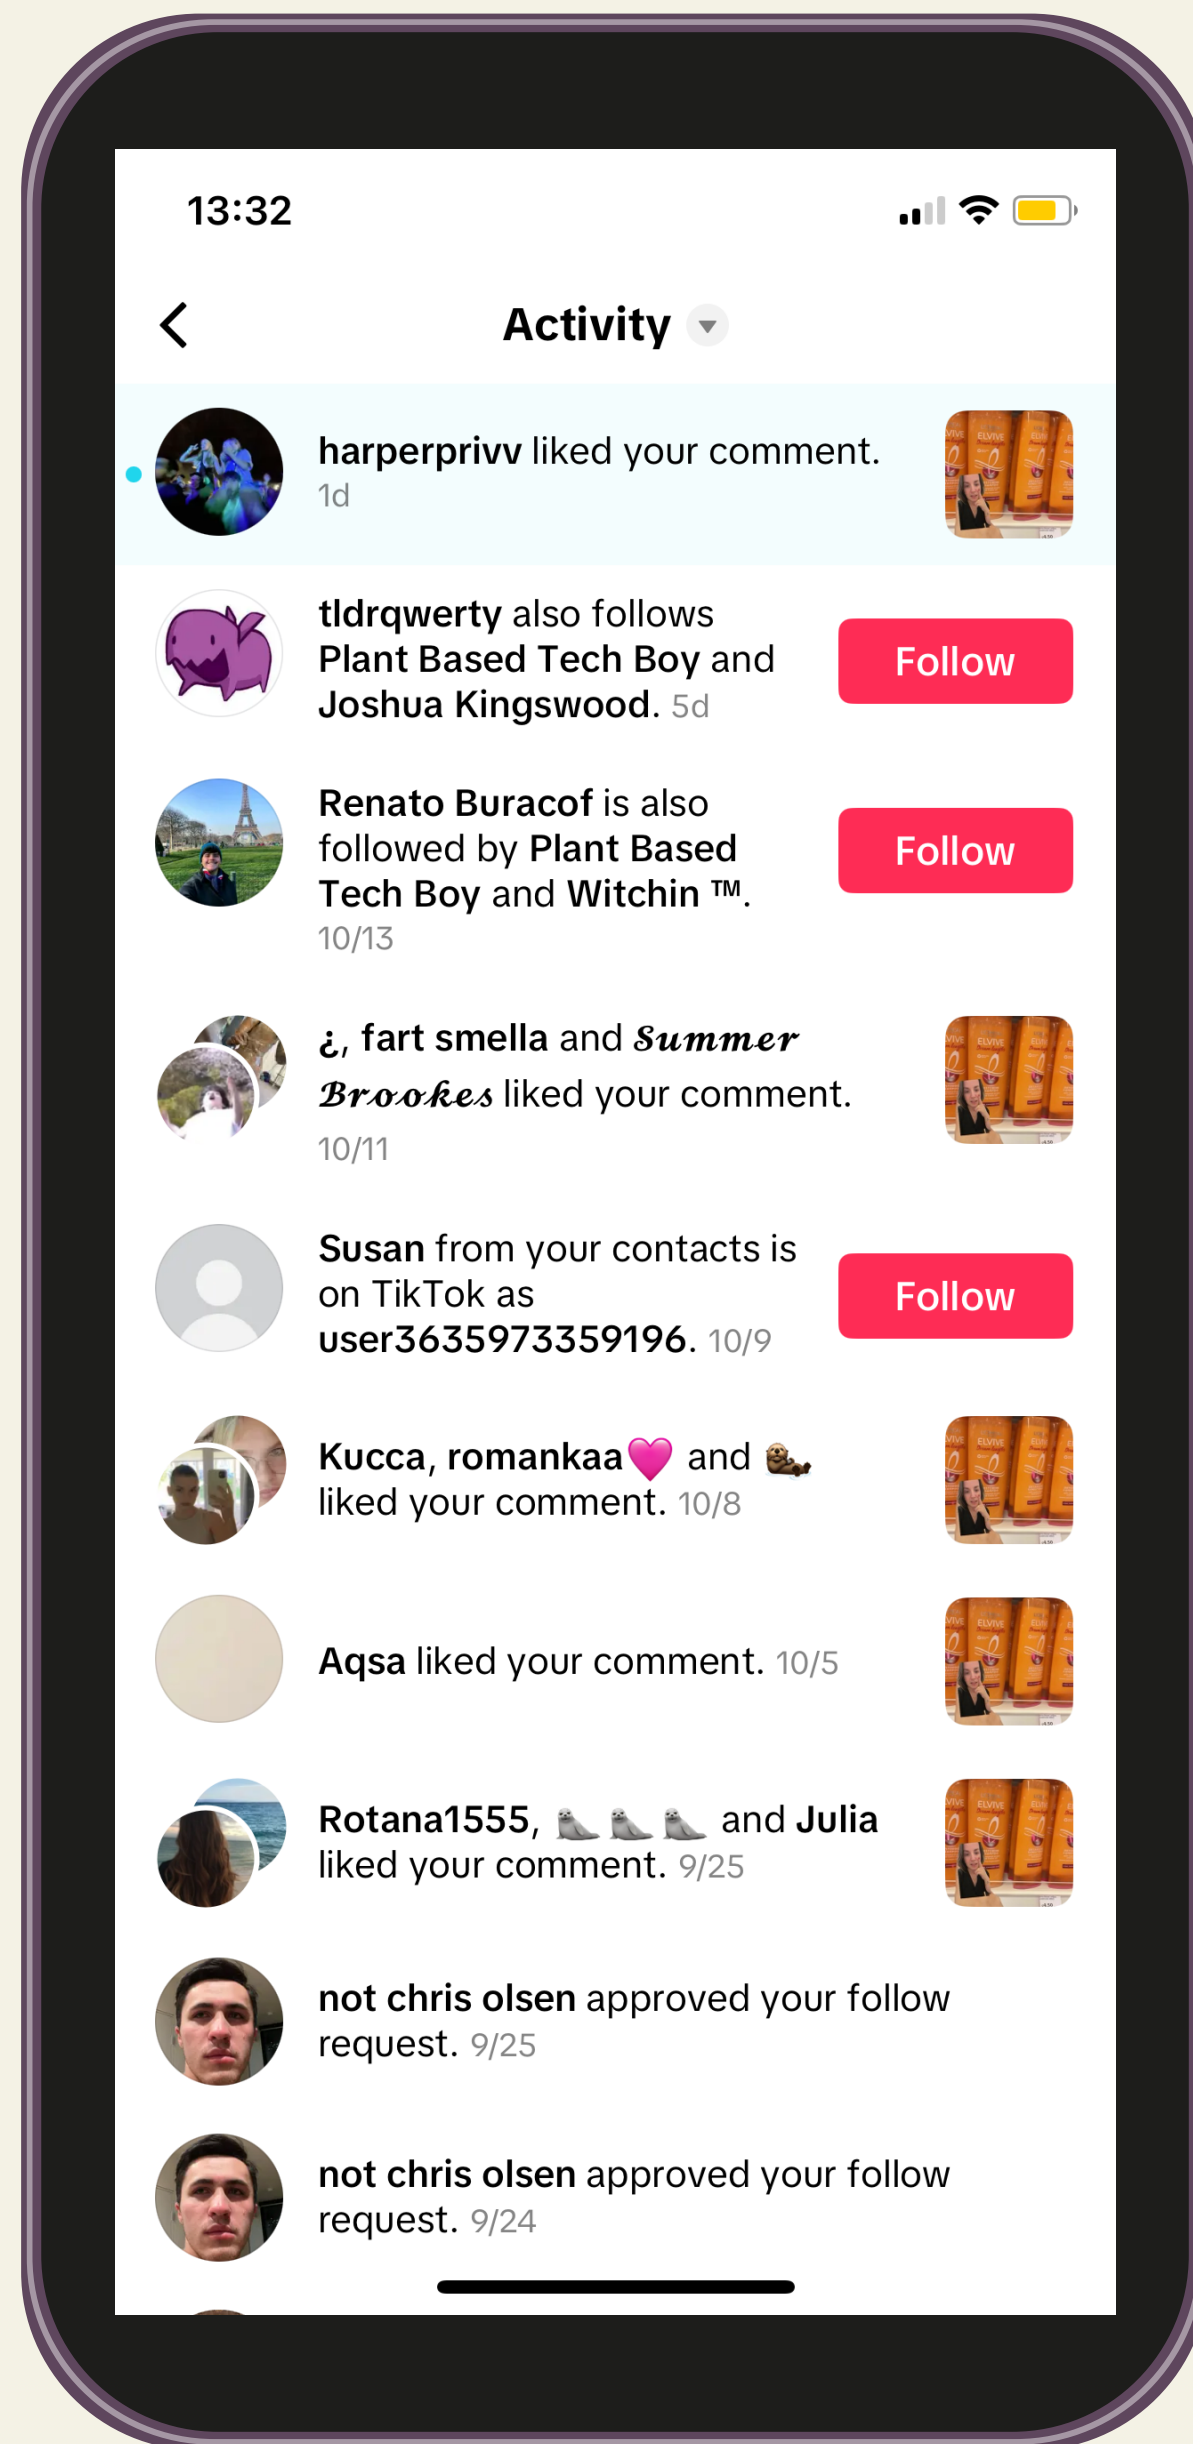 13:32
Activity
harperprivv liked your comment.
1d
tldrqwerty also follows
Plant Based Tech Boy and
Joshua Kingswood. 5d
Follow
Renato Buracof is also
followed by Plant Based
Tech Boy and Witchin ™.
10/13
Follow
¿, fart smella and 𝓢𝓾𝓶𝓶𝓮𝓻
𝓑𝓻𝓸𝓸𝓴𝓮𝓼 liked your comment.
10/11
Susan from your contacts is
on TikTok as
user3635973359196. 10/9
Follow
Kucca, romankaa🩷 and 🦦
liked your comment. 10/8
Aqsa liked your comment. 10/5
Rotana1555, 🦭🦭🦭 and Julia
liked your comment. 9/25
not chris olsen approved your follow
request. 9/25
not chris olsen approved your follow
request. 9/24
ELVIVE
ELVIVE
ELVIVE
ELVIVE
ELVIVE